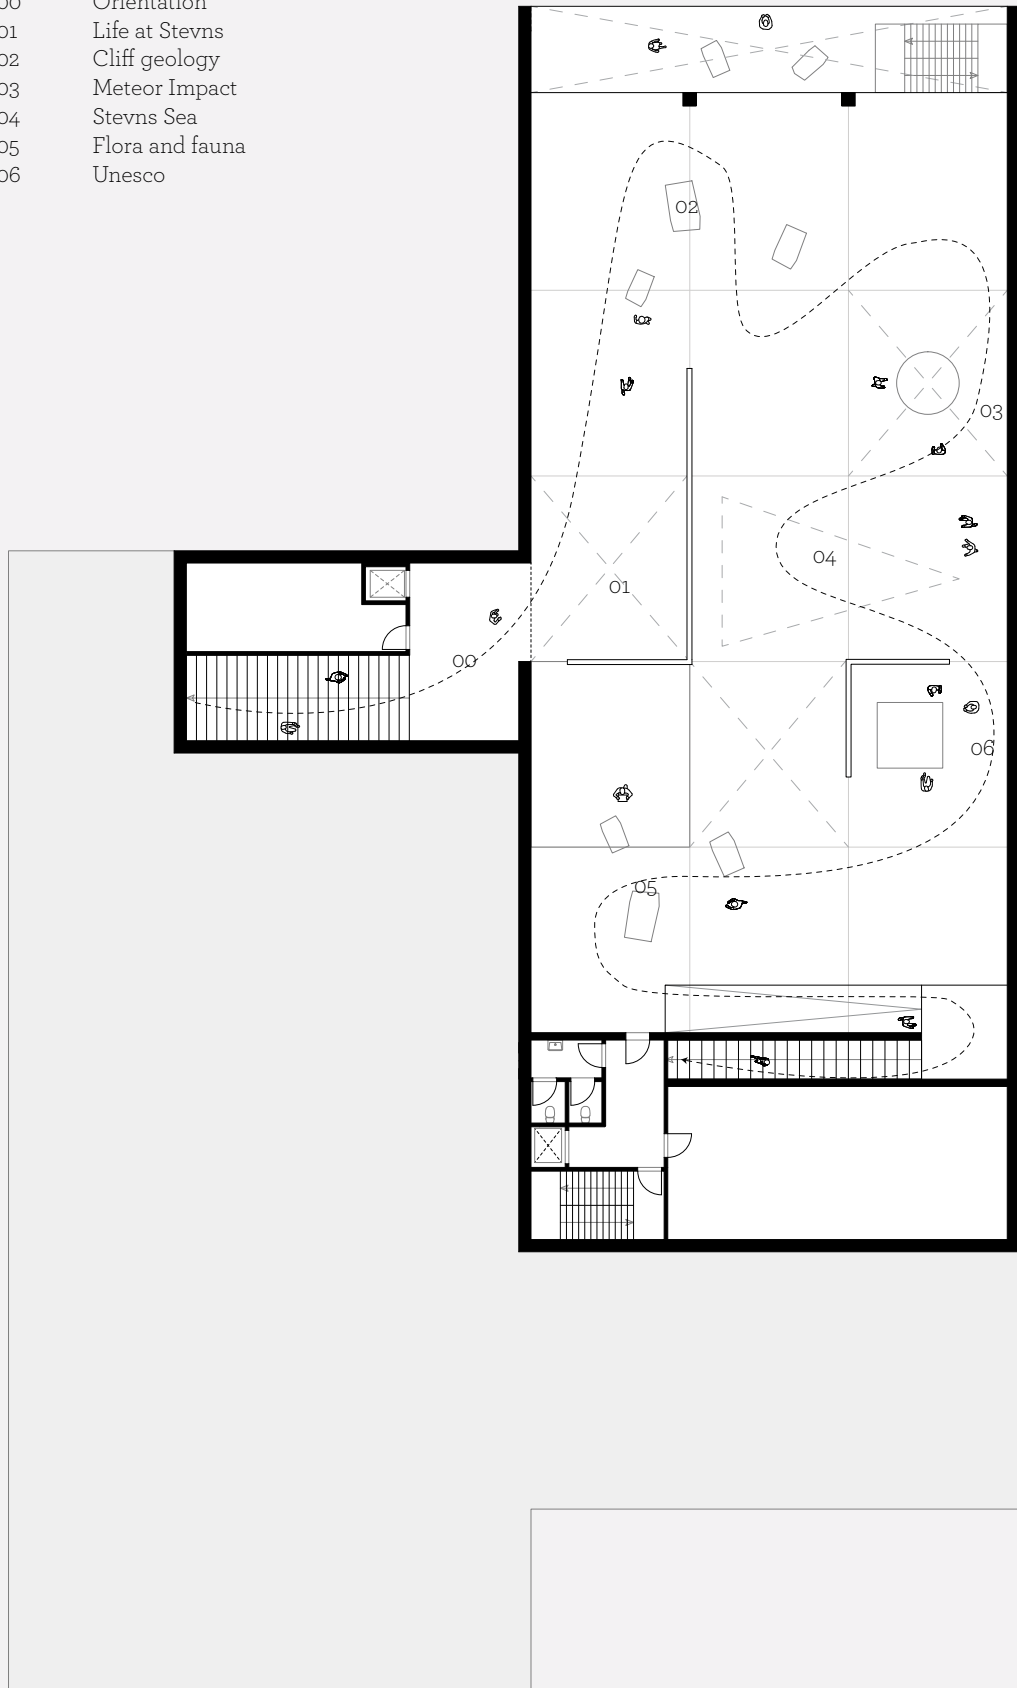 00 Orientation
01 Life at Stevns
02 Cliff geology
03 Meteor Impact
04 Stevns Sea
05 Flora and fauna
06 Unesco
02
03
04
01
00
06
05